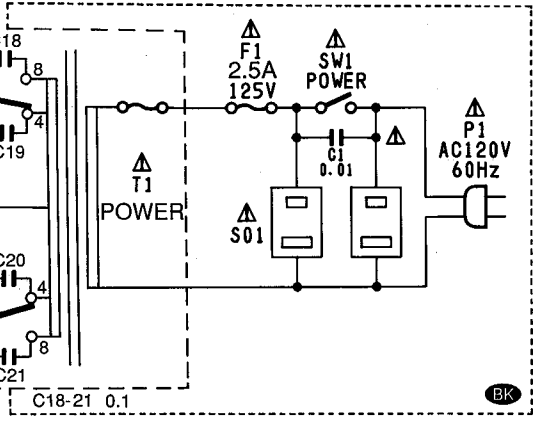 C18
8
4
C19
T1
POWER
F1
2.5A
125V
SW1
POWER
C1
0.01
S01
P1
AC120V
60Hz
C20
4
8
C21
C18-21 0.1
BK